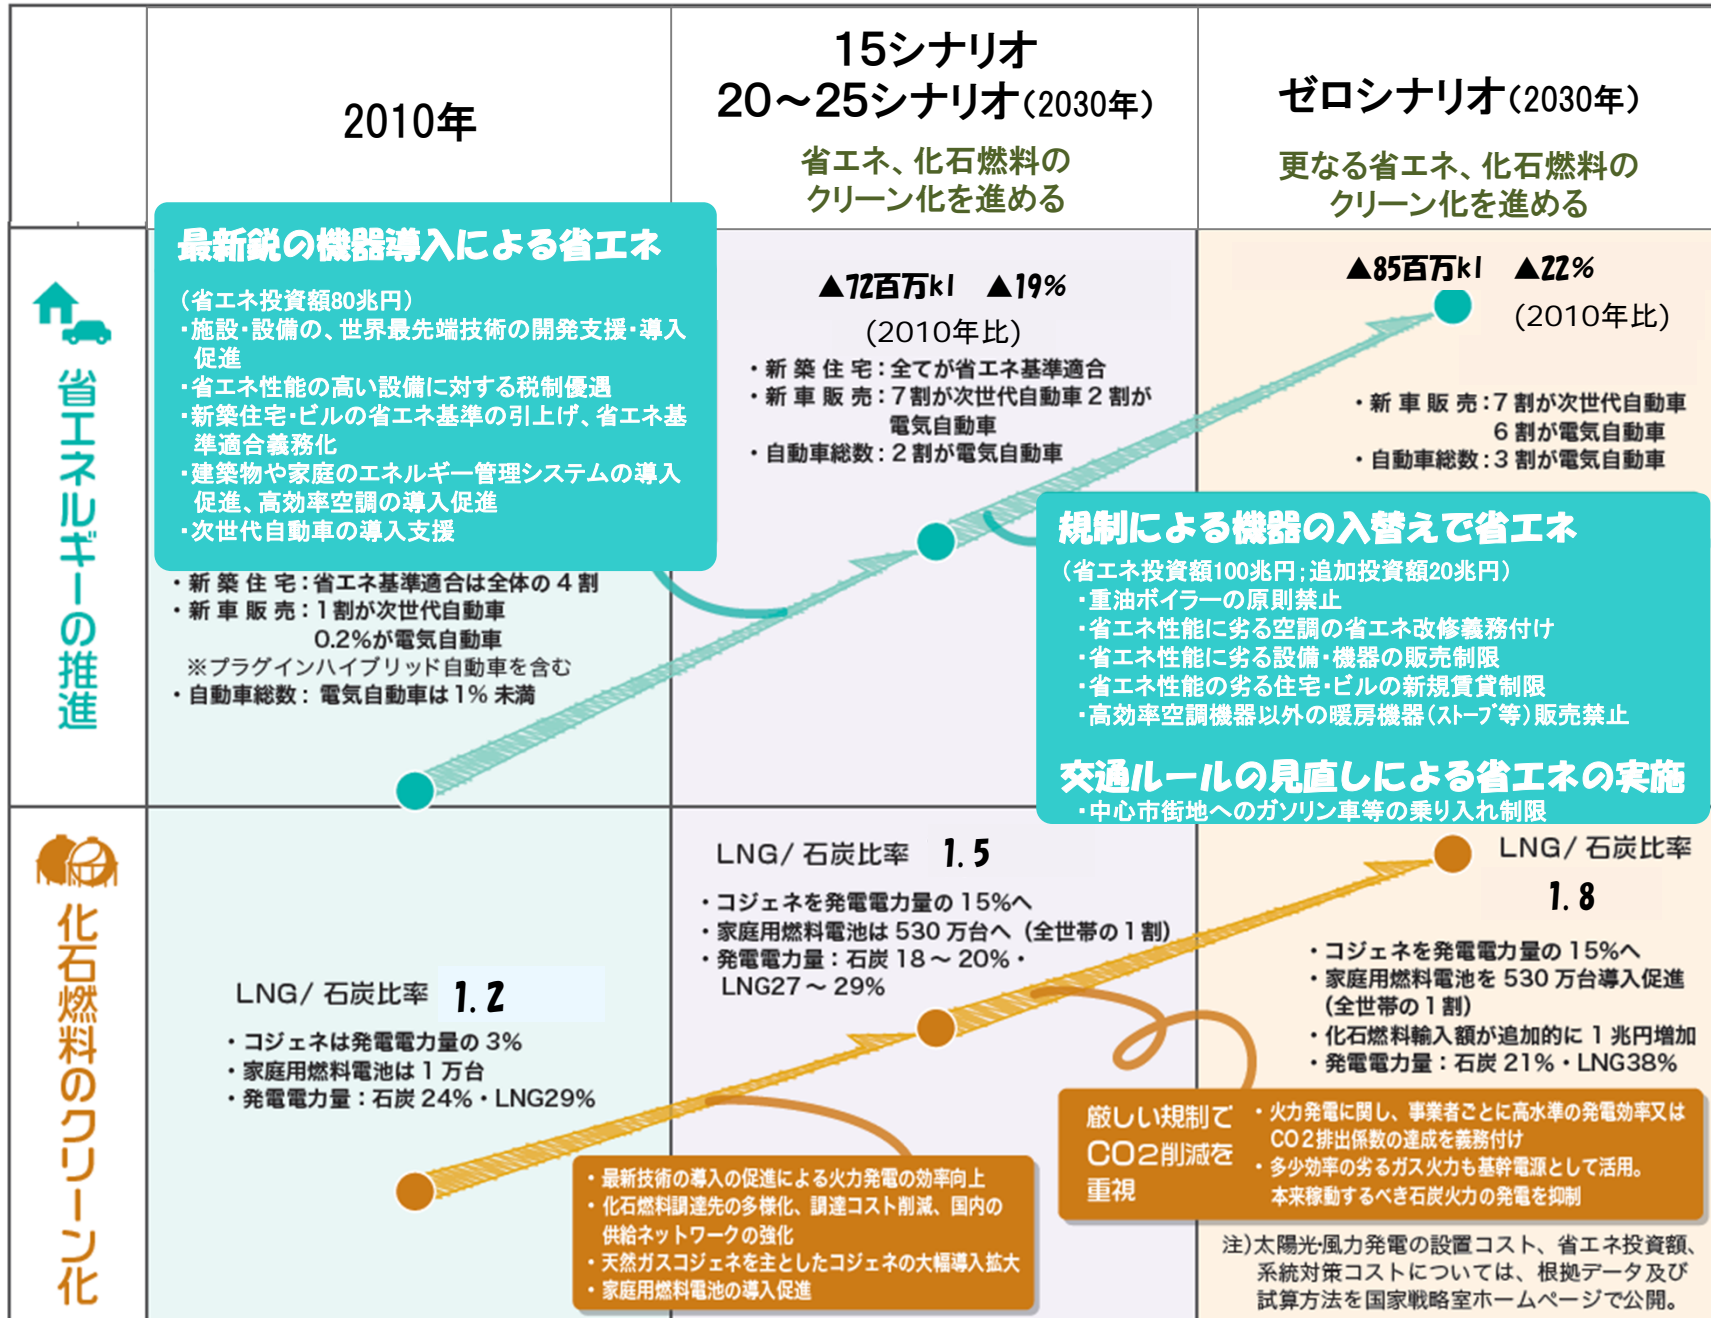 2010年
15シナリオ
20～25シナリオ(2030年)
省エネ、化石燃料の
クリーン化を進める
ゼロシナリオ(2030年)
更なる省エネ、化石燃料の
クリーン化を進める
省エネルギーの推進
最新鋭の機器導入による省エネ
(省エネ投資額80兆円)
・施設・設備の、世界最先端技術の開発支援・導入
促進
・省エネ性能の高い設備に対する税制優遇
・新築住宅・ビルの省エネ基準の引上げ、省エネ基
準適合義務化
・建築物や家庭のエネルギー管理システムの導入
促進、高効率空調の導入促進
・次世代自動車の導入支援
・新築住宅：省エネ基準適合は全体の4割
・新車販売：1割が次世代自動車
0.2%が電気自動車
※プラグインハイブリッド自動車を含む
・自動車総数：電気自動車は1%未満
▲72百万kl ▲19%
(2010年比)
・新築住宅：全てが省エネ基準適合
・新車販売：7割が次世代自動車2割が
電気自動車
・自動車総数：2割が電気自動車
▲85百万kl ▲22%
(2010年比)
・新車販売：7割が次世代自動車
6割が電気自動車
・自動車総数：3割が電気自動車
規制による機器の入替えで省エネ
(省エネ投資額100兆円；追加投資額20兆円)
・重油ボイラーの原則禁止
・省エネ性能に劣る空調の省エネ改修義務付け
・省エネ性能に劣る設備・機器の販売制限
・省エネ性能の劣る住宅・ビルの新規賃貸制限
・高効率空調機器以外の暖房機器(ストーブ等)販売禁止
交通ルールの見直しによる省エネの実施
・中心市街地へのガソリン車等の乗り入れ制限
化石燃料のクリーン化
LNG/ 石炭比率 1.2
・コジェネは発電電力量の 3%
・家庭用燃料電池は 1 万台
・発電電力量：石炭 24%・LNG29%
LNG/ 石炭比率 1.5
・コジェネを発電電力量の 15%へ
・家庭用燃料電池は 530 万台へ（全世帯の1割）
・発電電力量：石炭 18 ～ 20%・
LNG27 ～ 29%
・最新技術の導入の促進による火力発電の効率向上
・化石燃料調達先の多様化、調達コスト削減、国内の
供給ネットワークの強化
・天然ガスコジェネを主としたコジェネの大幅導入拡大
・家庭用燃料電池の導入促進
LNG/ 石炭比率
1.8
・コジェネを発電電力量の 15%へ
・家庭用燃料電池を 530 万台導入促進
(全世帯の1割)
・化石燃料輸入額が追加的に 1 兆円増加
・発電電力量：石炭 21%・LNG38%
厳しい規制で
CO2削減を
重視
・火力発電に関し、事業者ごとに高水準の発電効率又は
CO2排出係数の達成を義務付け
・多少効率の劣るガス火力も基幹電源として活用。
本来稼動するべき石炭火力の発電を抑制
注)太陽光・風力発電の設置コスト、省エネ投資額、
系統対策コストについては、根拠データ及び
試算方法を国家戦略室ホームページで公開。